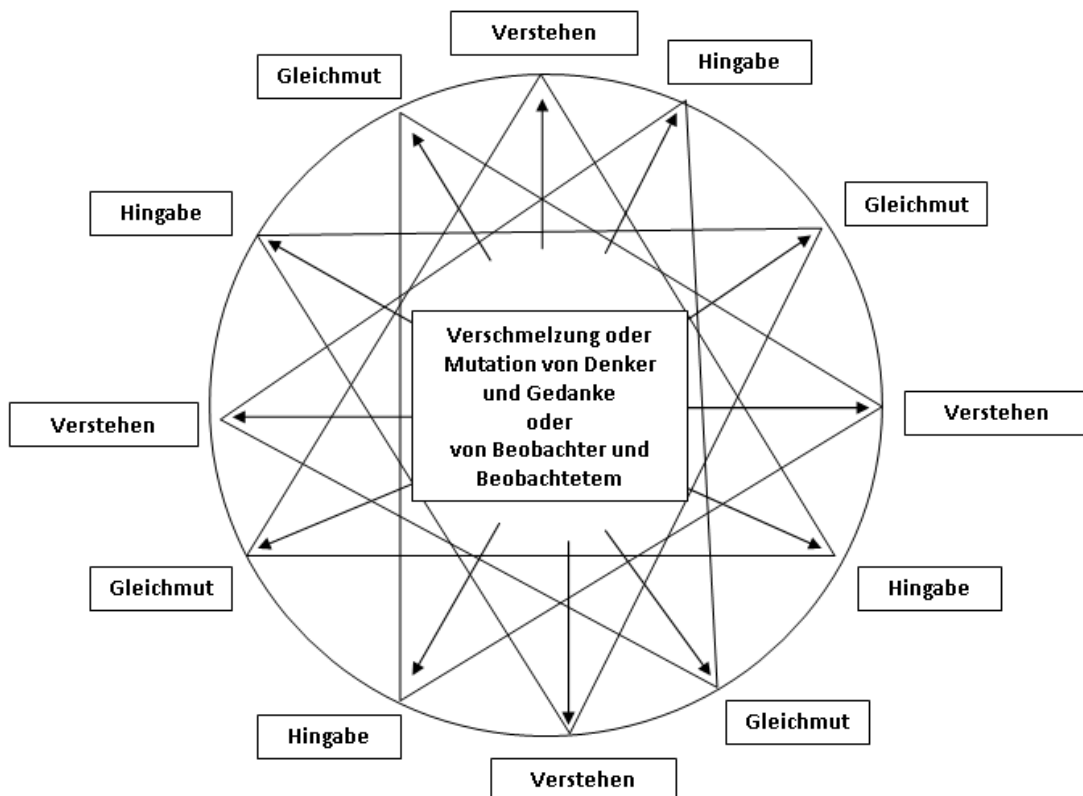 Verstehen
Hingabe
Gleichmut
Hingabe
Gleichmut
Verschmelzung oder
Mutation von Denker
und Gedanke
oder
von Beobachter und
Beobachtetem
Verstehen
Verstehen
Gleichmut
Hingabe
Hingabe
Gleichmut
Verstehen